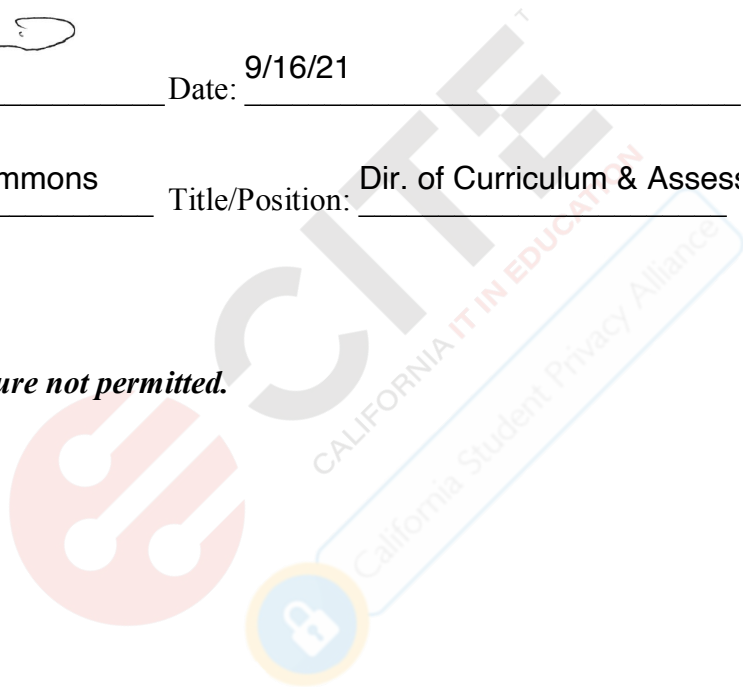 Date: 9/16/21
mmons Title/Position: Dir. of Curriculum & Assess
ure not permitted.
CITE
CALIFORNIA IT IN EDUCATION
California Student Privacy Alliance